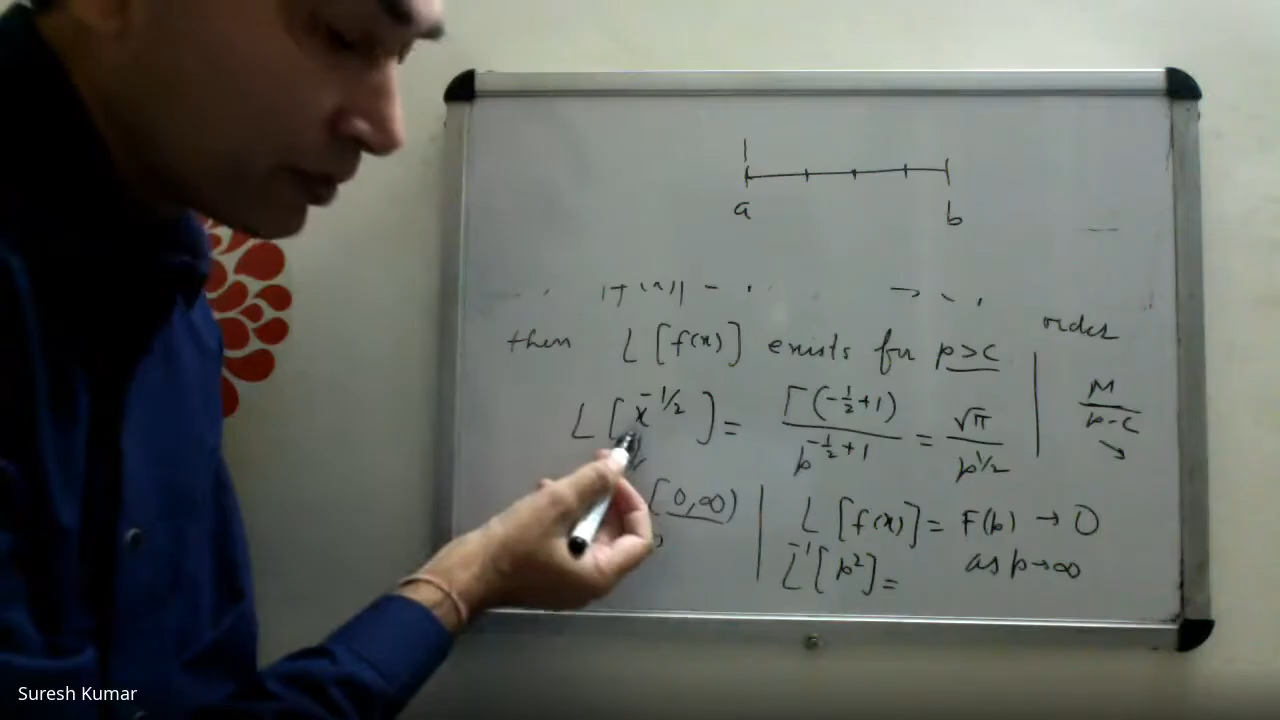 a b
then L[f(x)] exists for p>c
order
L[x^{-1/2}] = Γ(-1/2+1) / p^{-1/2+1} = √π / p^{1/2}
M / p-c
[0,∞)
L[f(x)] = F(p) → 0
as p→∞
L^{-1}[p^2] =
Suresh Kumar